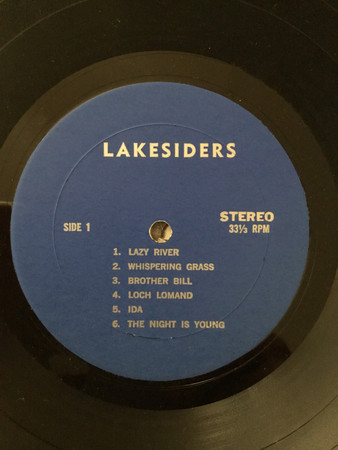 LAKESIDERS
SIDE 1
STEREO
33⅓ RPM
1. LAZY RIVER
2. WHISPERING GRASS
3. BROTHER BILL
4. LOCH LOMAND
5. IDA
6. THE NIGHT IS YOUNG